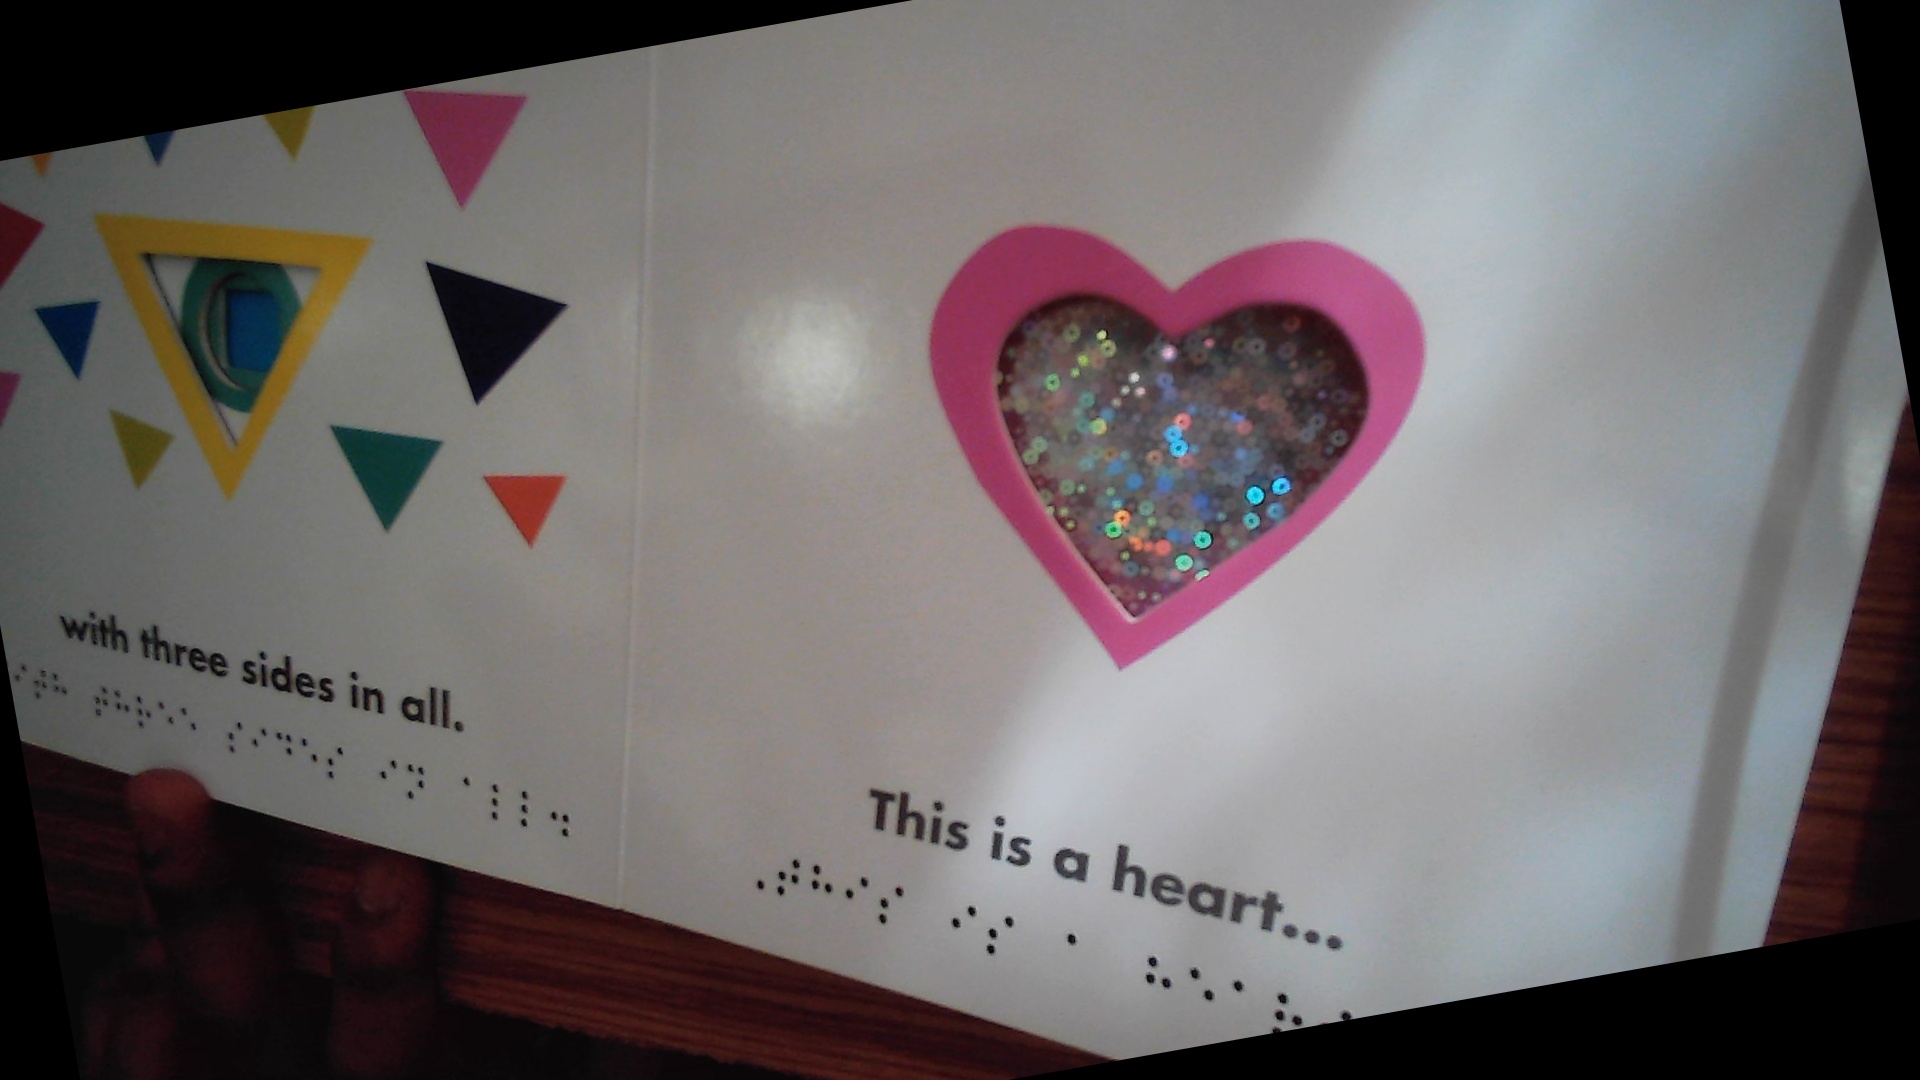 with three sides in all.
⠊⠞⠓ ⠞⠓⠗⠑⠑ ⠎⠊⠙⠑⠎ ⠊⠝ ⠁⠇⠇⠲
This is a heart...
⠠⠞⠓⠊⠎ ⠊⠎ ⠁ ⠓⠑⠁⠗